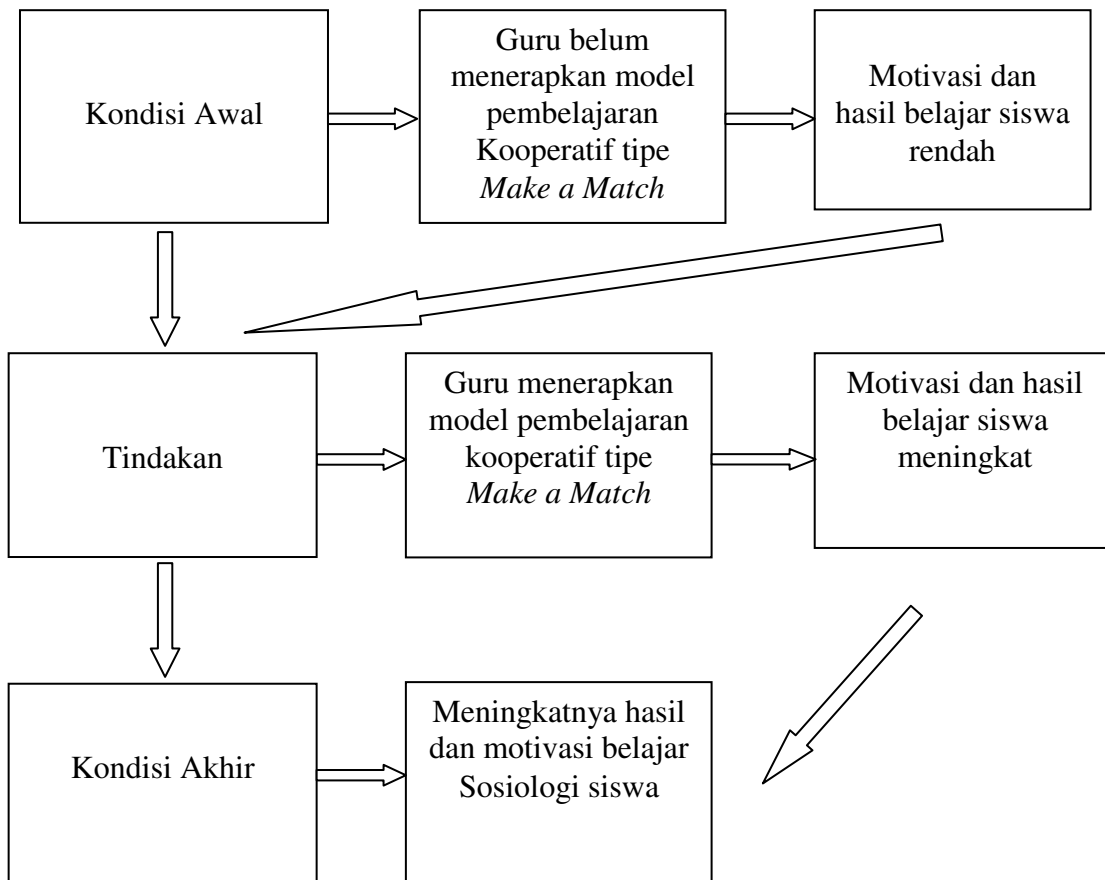 Kondisi Awal
Guru belum
menerapkan model
pembelajaran
Kooperatif tipe
Make a Match
Motivasi dan
hasil belajar siswa
rendah
Tindakan
Guru menerapkan
model pembelajaran
kooperatif tipe
Make a Match
Motivasi dan hasil
belajar siswa
meningkat
Kondisi Akhir
Meningkatnya hasil
dan motivasi belajar
Sosiologi siswa